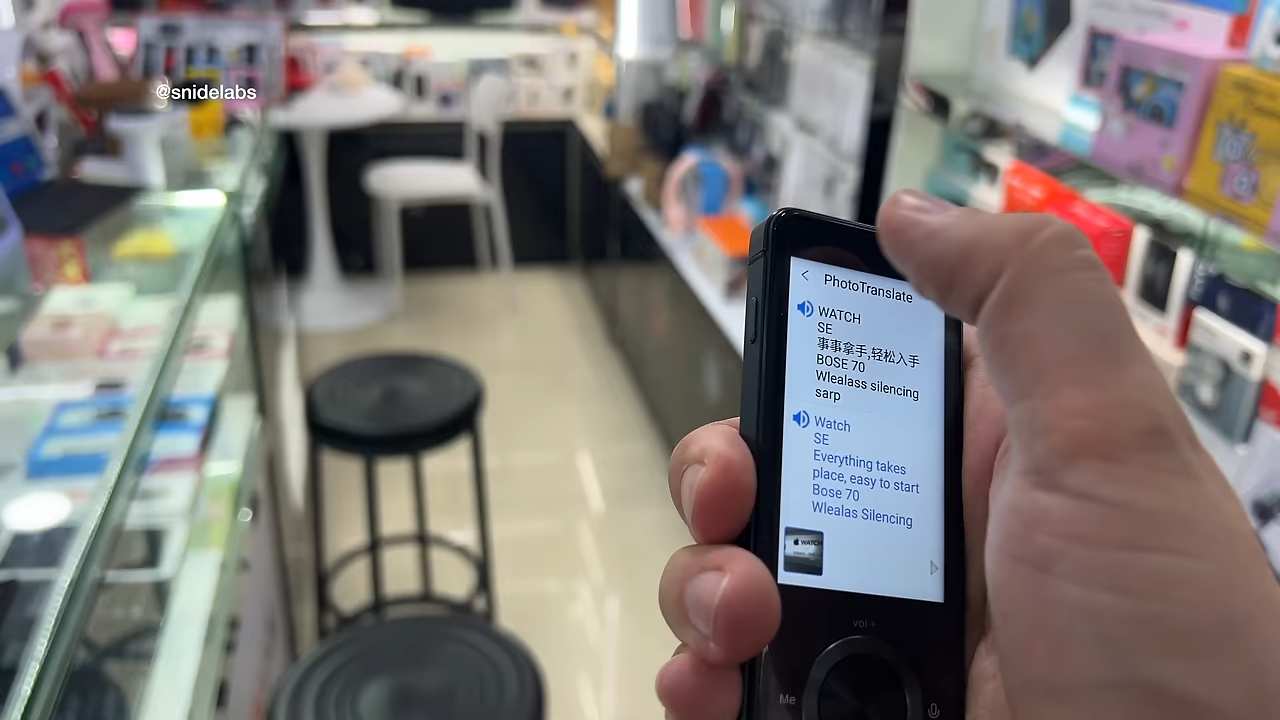 @snidelabs
< PhotoTranslate
WATCH
SE
事事拿手,轻松入手
BOSE 70
Wlealass silencing
sarp
Watch
SE
Everything takes
place, easy to start
Bose 70
Wlealas Silencing
WATCH
vol +
Me